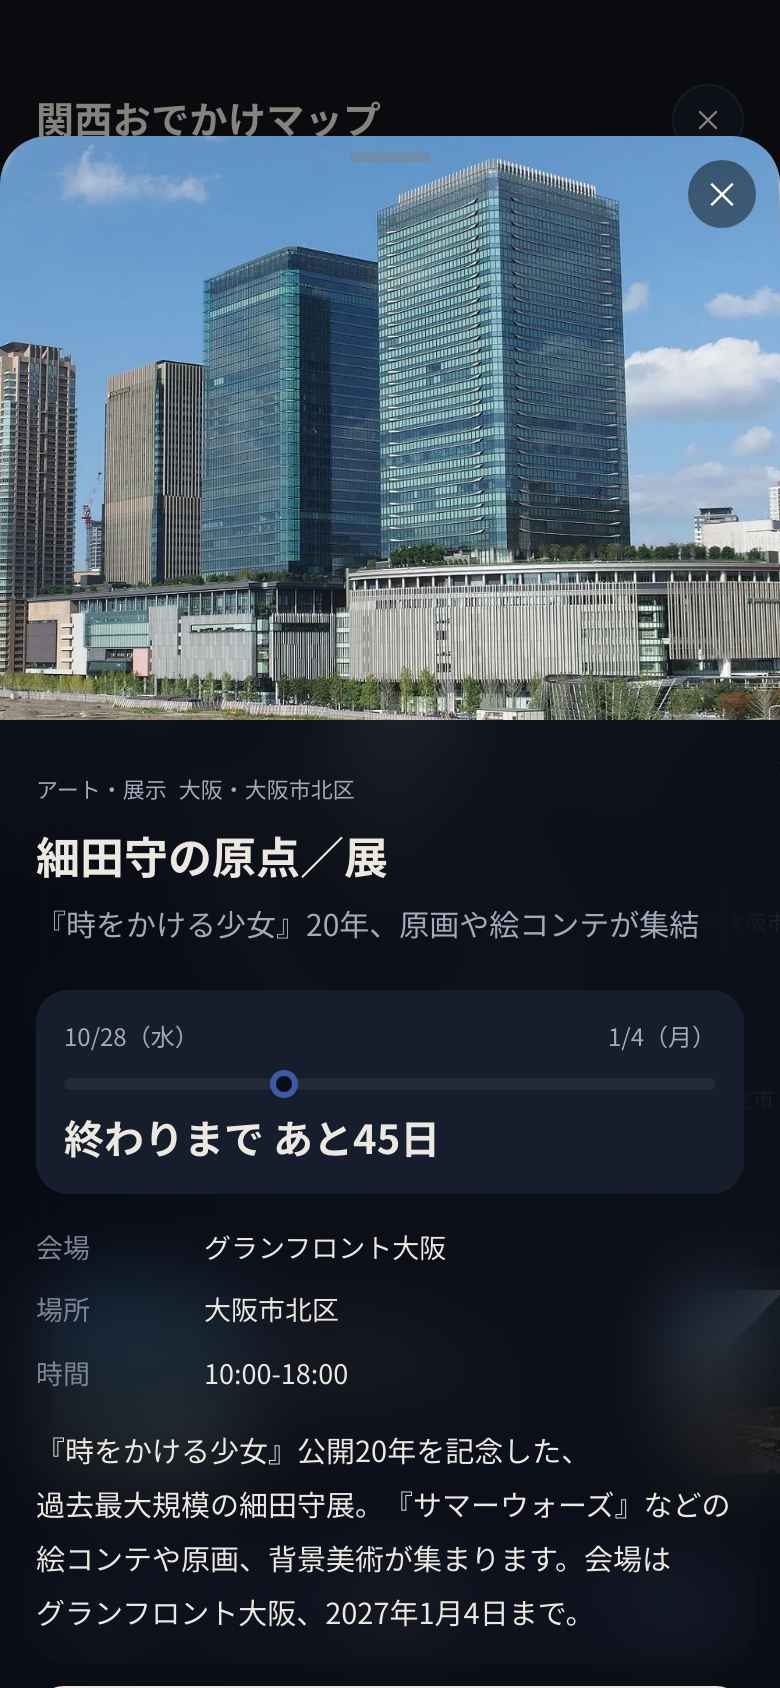 関西おでかけマップ
アート・展示 大阪・大阪市北区
細田守の原点／展
『時をかける少女』20年、原画や絵コンテが集結
10/28（水）
1/4（月）
終わりまで あと45日
会場
グランフロント大阪
場所
大阪市北区
時間
10:00-18:00
『時をかける少女』公開20年を記念した、
過去最大規模の細田守展。『サマーウォーズ』などの
絵コンテや原画、背景美術が集まります。会場は
グランフロント大阪、2027年1月4日まで。